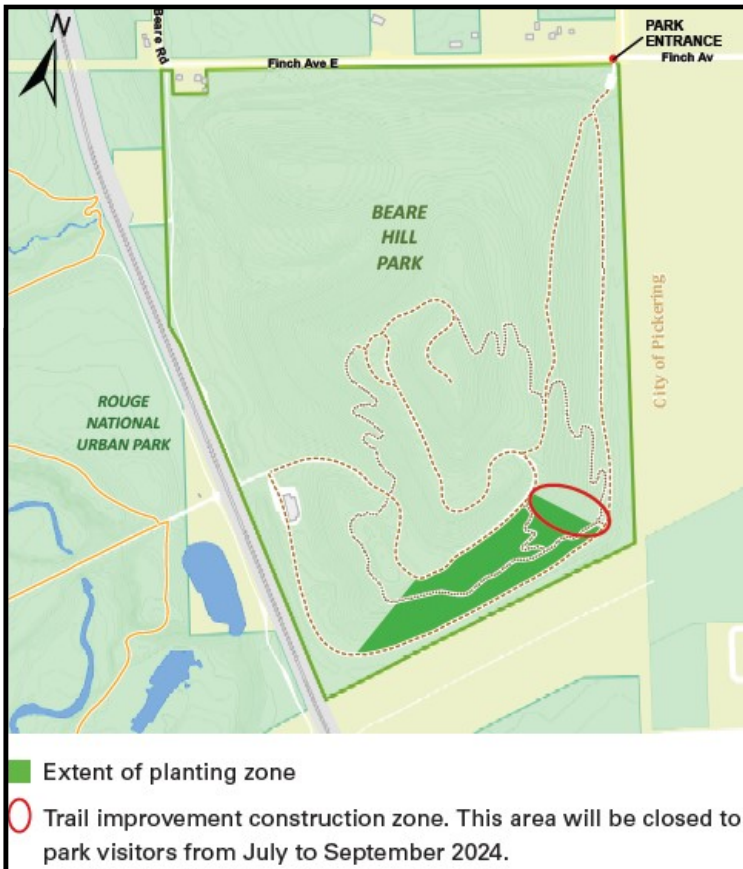 N
Beare Rd
PARK
ENTRANCE
Finch Ave E
Finch Av
BEARE
HILL
PARK
City of Pickering
ROUGE
NATIONAL
URBAN PARK
Extent of planting zone
Trail improvement construction zone. This area will be closed to
park visitors from July to September 2024.